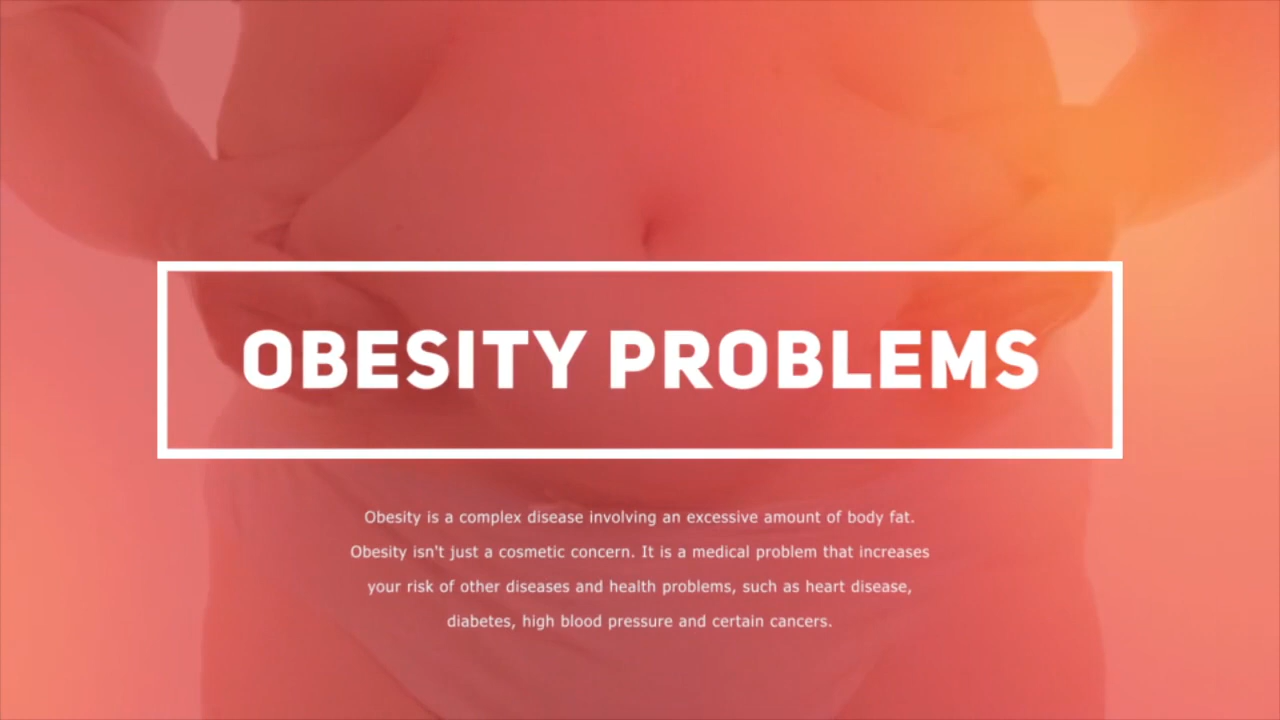 OBESITY PROBLEMS
Obesity is a complex disease involving an excessive amount of body fat.
Obesity isn't just a cosmetic concern. It is a medical problem that increases
your risk of other diseases and health problems, such as heart disease,
diabetes, high blood pressure and certain cancers.